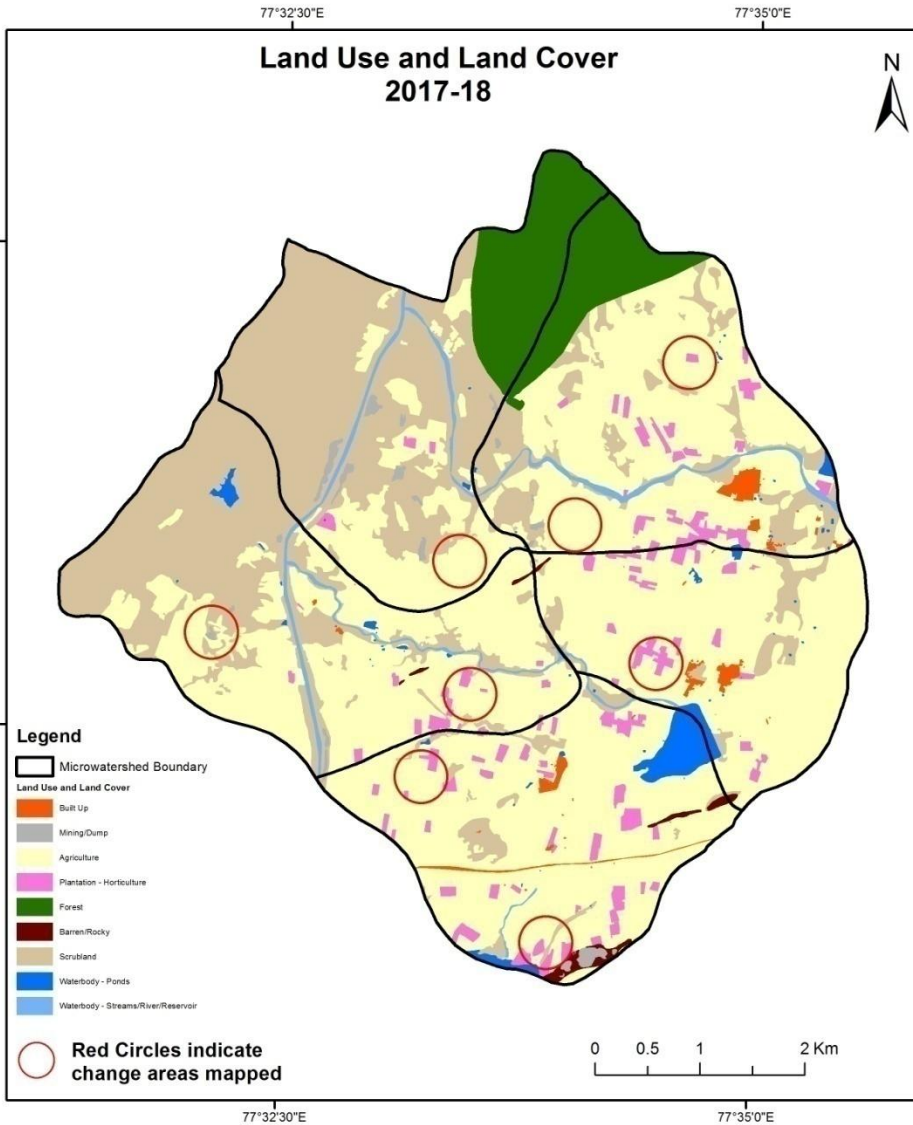 77°32'30"E
77°35'0"E
Land Use and Land Cover
2017-18
N
Legend
Microwatershed Boundary
Land Use and Land Cover
Built Up
Mining/Dump
Agriculture
Plantation - Horticulture
Forest
Barren/Rocky
Scrubland
Waterbody - Ponds
Waterbody - Streams/River/Reservoir
Red Circles indicate
change areas mapped
0 0.5 1 2 Km
77°32'30"E
77°35'0"E